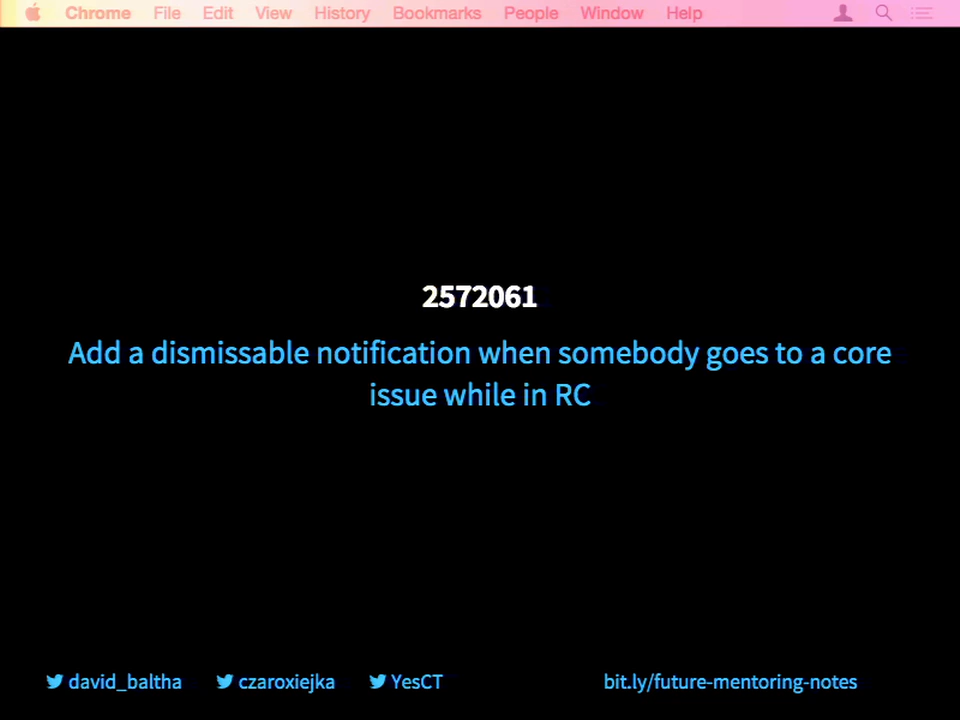 Chrome File Edit View History Bookmarks People Window Help
2572061
Add a dismissable notification when somebody goes to a core
issue while in RC
david_baltha czaroxiejka YesCT bit.ly/future-mentoring-notes